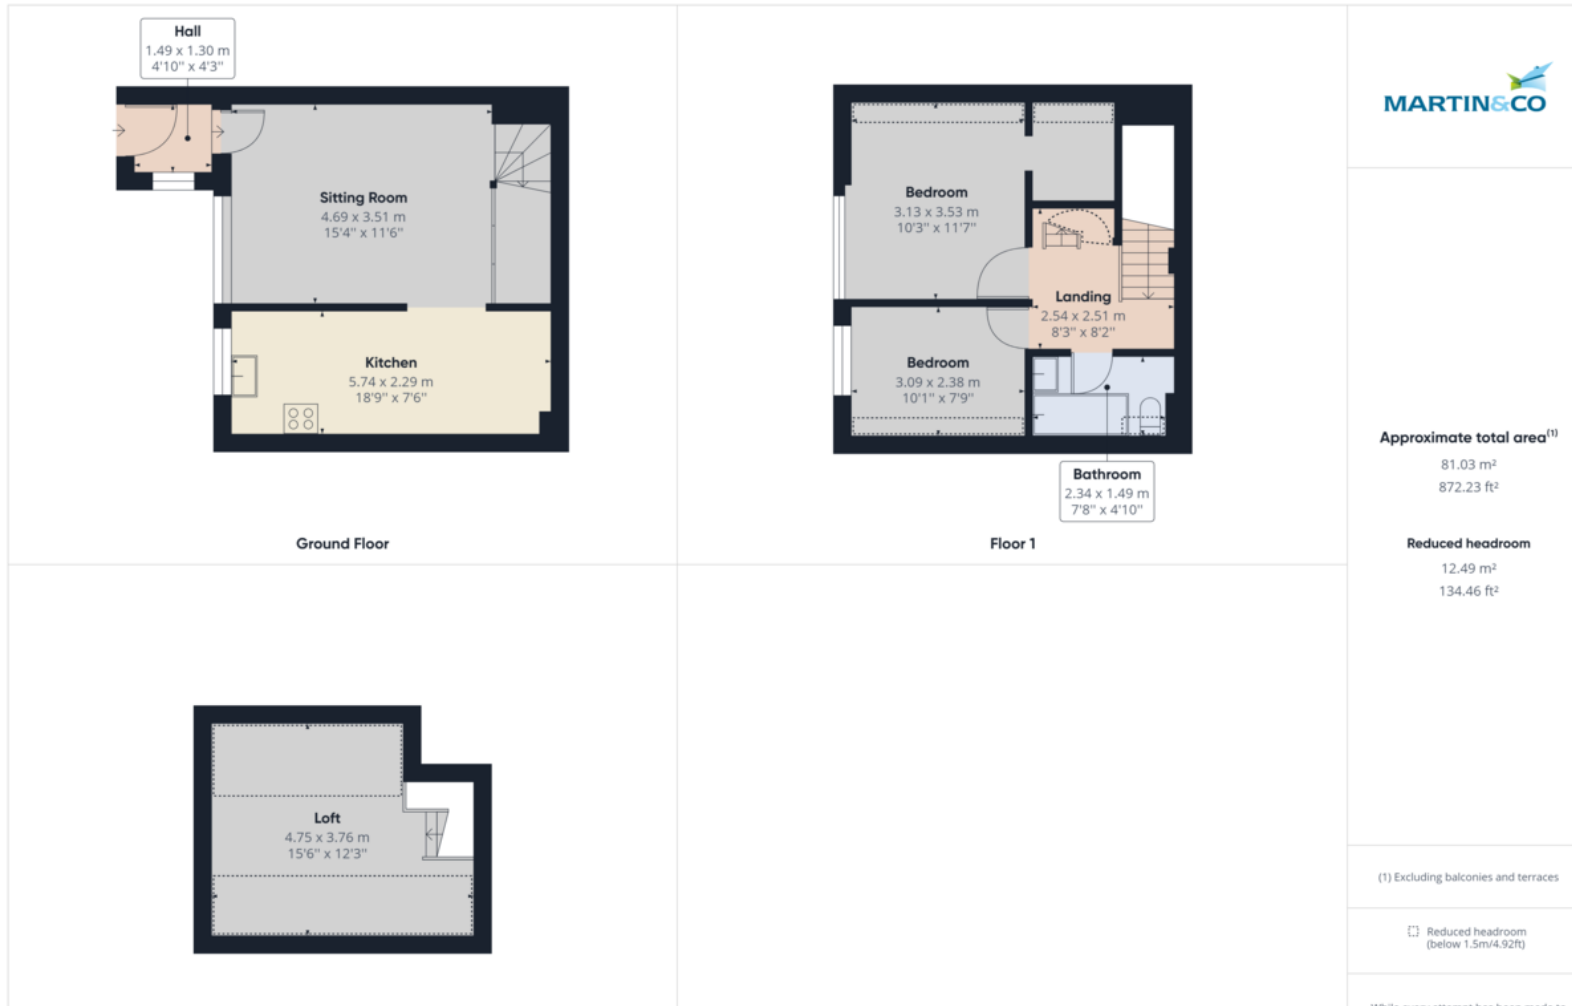 Hall
1.49 x 1.30 m
4'10" x 4'3"
Sitting Room
4.69 x 3.51 m
15'4" x 11'6"
Kitchen
5.74 x 2.29 m
18'9" x 7'6"
Ground Floor
Bedroom
3.13 x 3.53 m
10'3" x 11'7"
Landing
2.54 x 2.51 m
8'3" x 8'2"
Bedroom
3.09 x 2.38 m
10'1" x 7'9"
Bathroom
2.34 x 1.49 m
7'8" x 4'10"
Floor 1
Loft
4.75 x 3.76 m
15'6" x 12'3"
MARTIN&CO
Approximate total area(1)
81.03 m²
872.23 ft²
Reduced headroom
12.49 m²
134.46 ft²
(1) Excluding balconies and terraces
Reduced headroom
(below 1.5m/4.92ft)